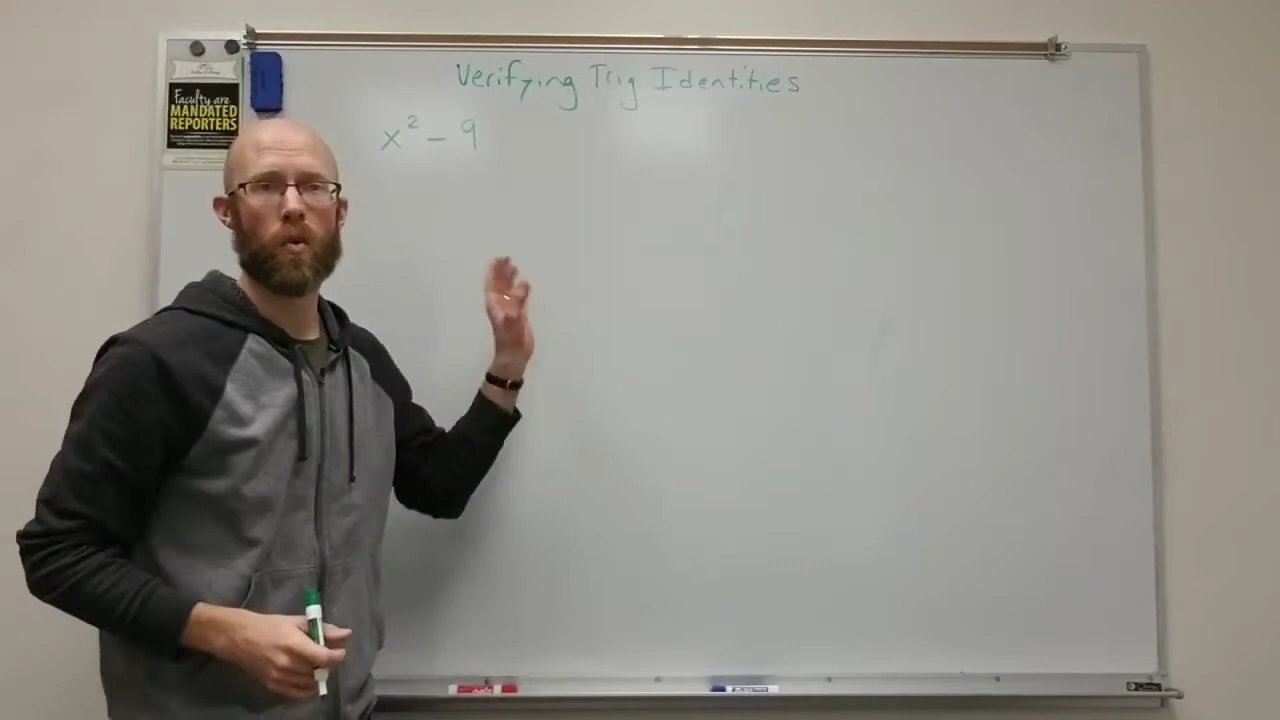 Verifying Trig Identities
x² - 9
Faculty are
MANDATED
REPORTERS